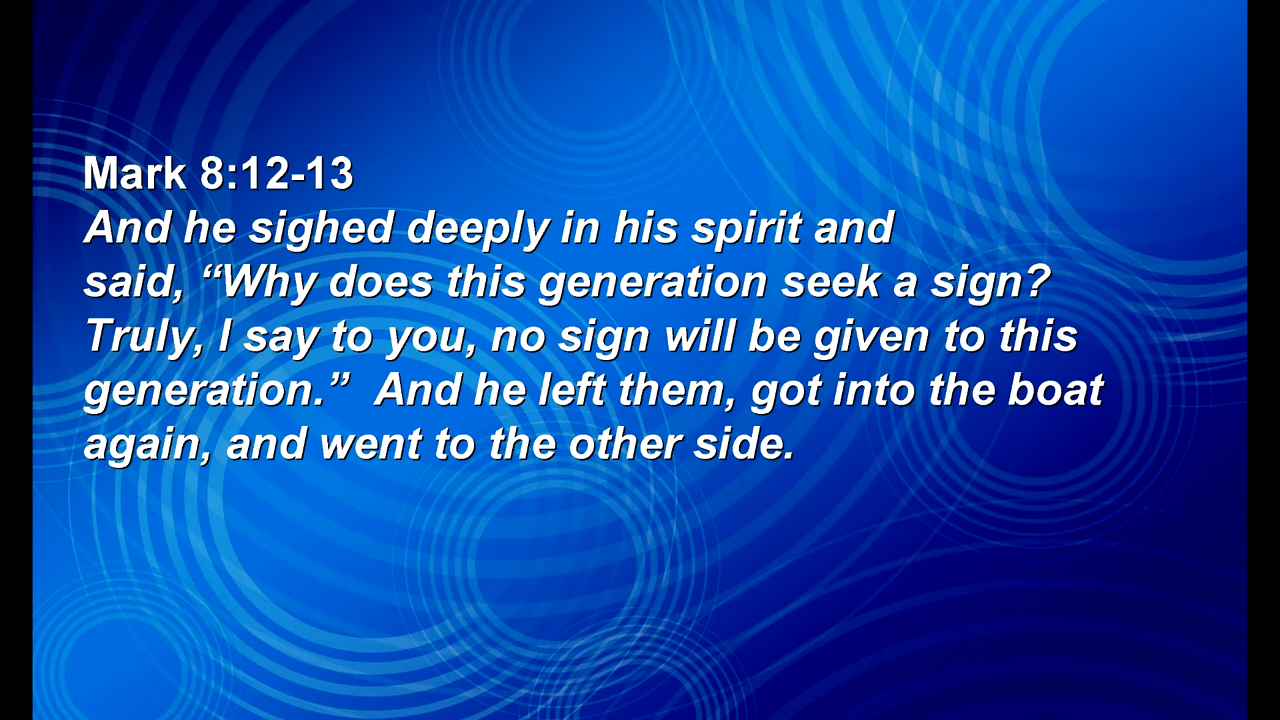 Mark 8:12-13
And he sighed deeply in his spirit and
said, “Why does this generation seek a sign?
Truly, I say to you, no sign will be given to this
generation.”  And he left them, got into the boat
again, and went to the other side.